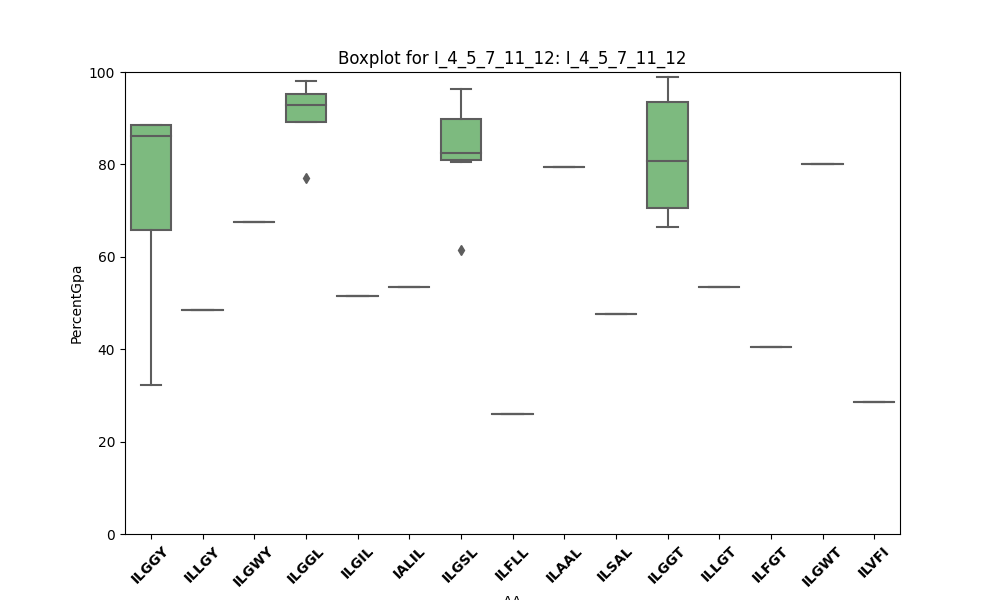 Boxplot for I_4_5_7_11_12: I_4_5_7_11_12
PercentGpa
100
80
60
40
20
0
ILGGY
ILLGY
ILGWY
ILGGL
ILGIL
IALIL
ILGSL
ILFLL
ILAAL
ILSAL
ILGGT
ILLGT
ILFGT
ILGWT
ILVFI
AA